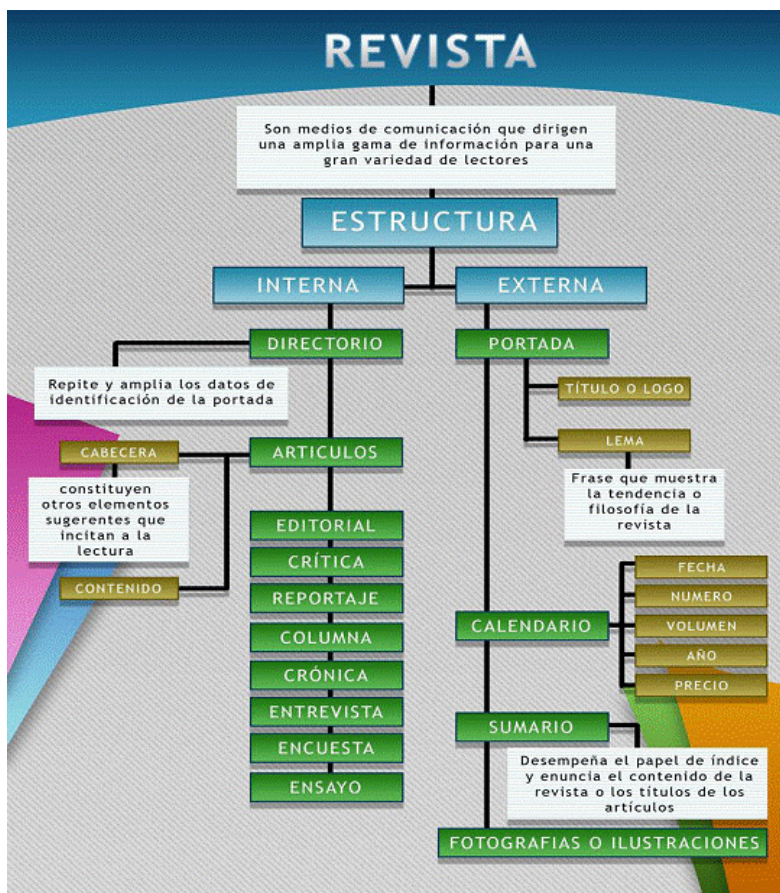 REVISTA
Son medios de comunicación que dirigen
una amplia gama de información para una
gran variedad de lectores
ESTRUCTURA
INTERNA
DIRECTORIO
Repite y amplia los datos de
identificación de la portada
ARTICULOS
CABECERA
constituyen
otros elementos
sugerentes que
incitan a la
lectura
CONTENIDO
EDITORIAL
CRÍTICA
REPORTAJE
COLUMNA
CRÓNICA
ENTREVISTA
ENCUESTA
ENSAYO
EXTERNA
PORTADA
TÍTULO O LOGO
LEMA
Frase que muestra
la tendencia o
filosofía de la
revista
CALENDARIO
FECHA
NUMERO
VOLUMEN
AÑO
PRECIO
SUMARIO
Desempeña el papel de índice
y enuncia el contenido de la
revista o los títulos de los
artículos
FOTOGRAFIAS O ILUSTRACIONES